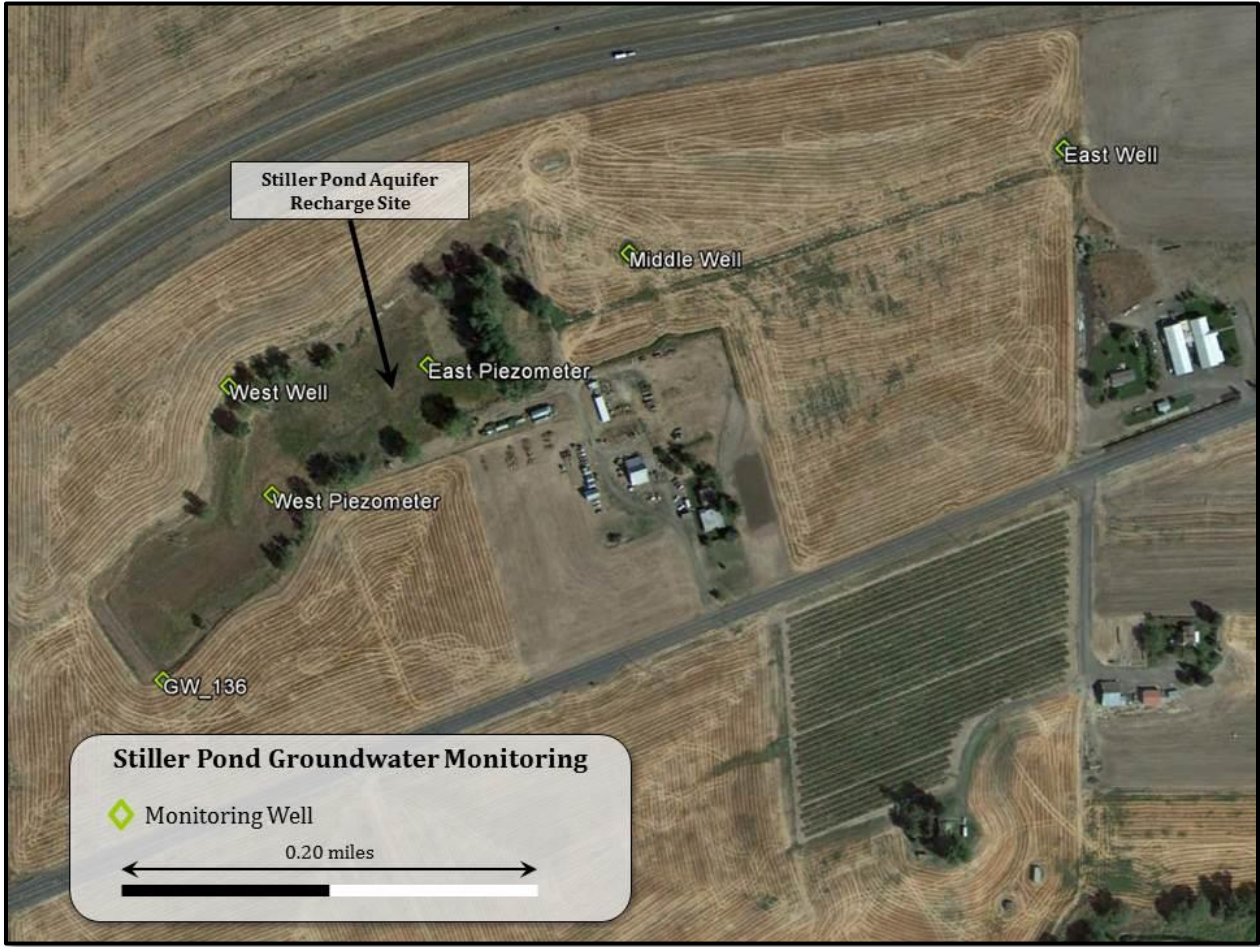 East Well
Stiller Pond Aquifer
Recharge Site
Middle Well
East Piezometer
West Well
West Piezometer
GW_136
Stiller Pond Groundwater Monitoring
Monitoring Well
0.20 miles